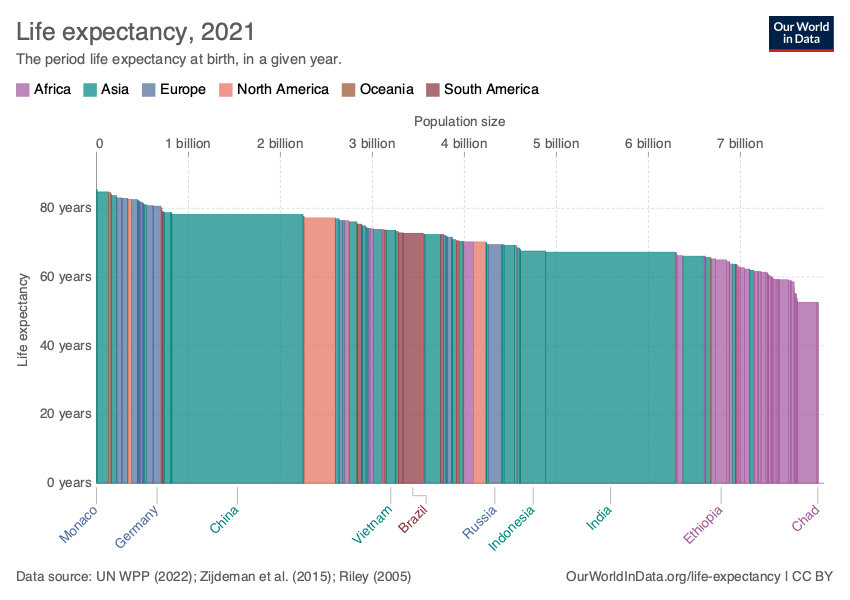 Life expectancy, 2021
Our World
in Data
The period life expectancy at birth, in a given year.
Africa Asia Europe North America Oceania South America
Population size
0 1 billion 2 billion 3 billion 4 billion 5 billion 6 billion 7 billion
80 years
60 years
40 years
20 years
0 years
Life expectancy
Monaco Germany China Vietnam Brazil Russia Indonesia India Ethiopia Chad
Data source: UN WPP (2022); Zijdeman et al. (2015); Riley (2005)
OurWorldInData.org/life-expectancy | CC BY